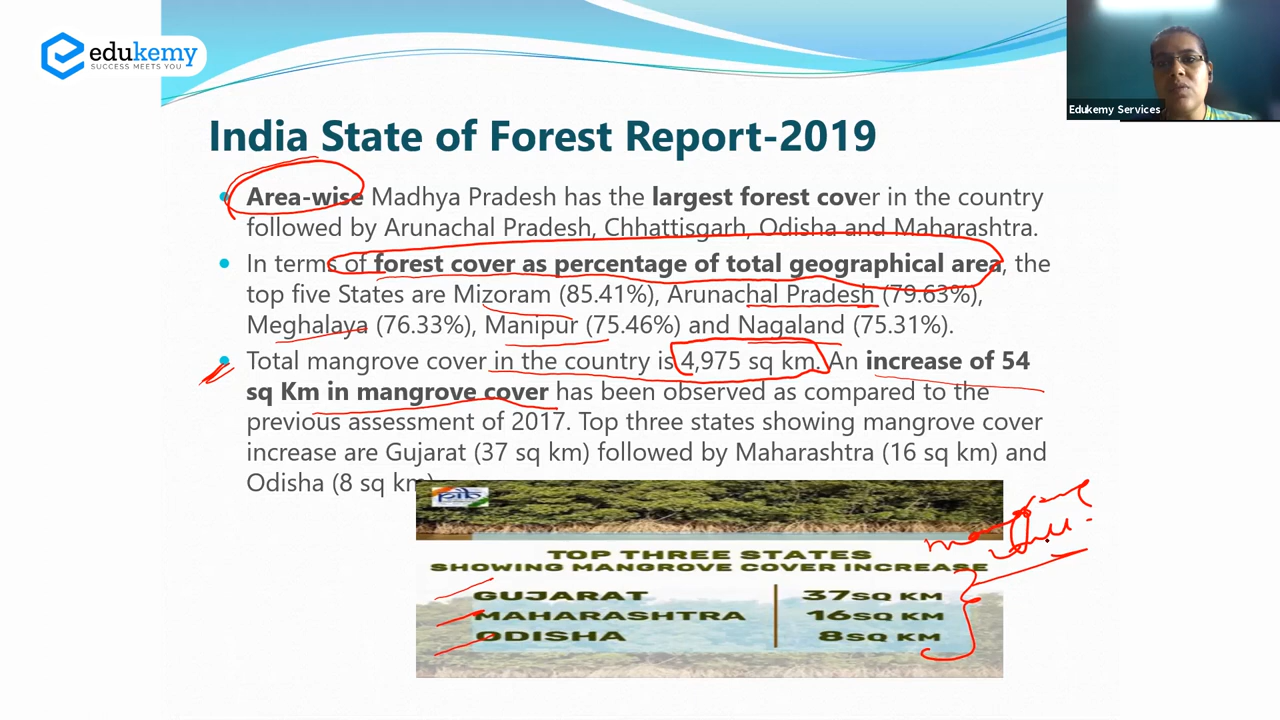 edukemy
SUCCESS MEETS YOU
Edukemy Services
India State of Forest Report-2019
Area-wise Madhya Pradesh has the largest forest cover in the country
followed by Arunachal Pradesh, Chhattisgarh, Odisha and Maharashtra.
In terms of forest cover as percentage of total geographical area, the
top five States are Mizoram (85.41%), Arunachal Pradesh (79.63%),
Meghalaya (76.33%), Manipur (75.46%) and Nagaland (75.31%).
Total mangrove cover in the country is 4,975 sq km. An increase of 54
sq Km in mangrove cover has been observed as compared to the
previous assessment of 2017. Top three states showing mangrove cover
increase are Gujarat (37 sq km) followed by Maharashtra (16 sq km) and
Odisha (8 sq km)
pib
TOP THREE STATES
SHOWING MANGROVE COVER INCREASE
GUJARAT 37SQ KM
MAHARASHTRA 16SQ KM
ODISHA 8SQ KM